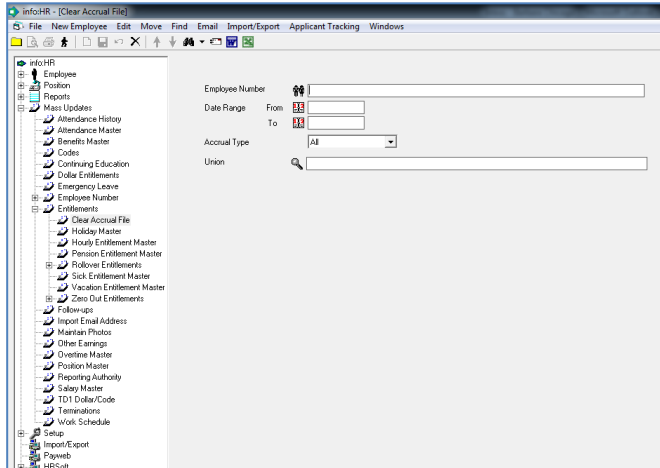 info:HR - [Clear Accrual File]
File New Employee Edit Move Find Email Import/Export Applicant Tracking Windows
info:HR
Employee
Position
Reports
Mass Updates
Attendance History
Attendance Master
Benefits Master
Codes
Continuing Education
Dollar Entitlements
Emergency Leave
Employee Number
Entitlements
Clear Accrual File
Holiday Master
Hourly Entitlement Master
Pension Entitlement Master
Rollover Entitlements
Sick Entitlement Master
Vacation Entitlement Master
Zero Out Entitlements
Follow-ups
Import Email Address
Maintain Photos
Other Earnings
Overtime Master
Position Master
Reporting Authority
Salary Master
TD1 Dollar/Code
Terminations
Work Schedule
Setup
Import/Export
Payweb
HRSoft
Employee Number
Date Range From
To
Accrual Type All
Union